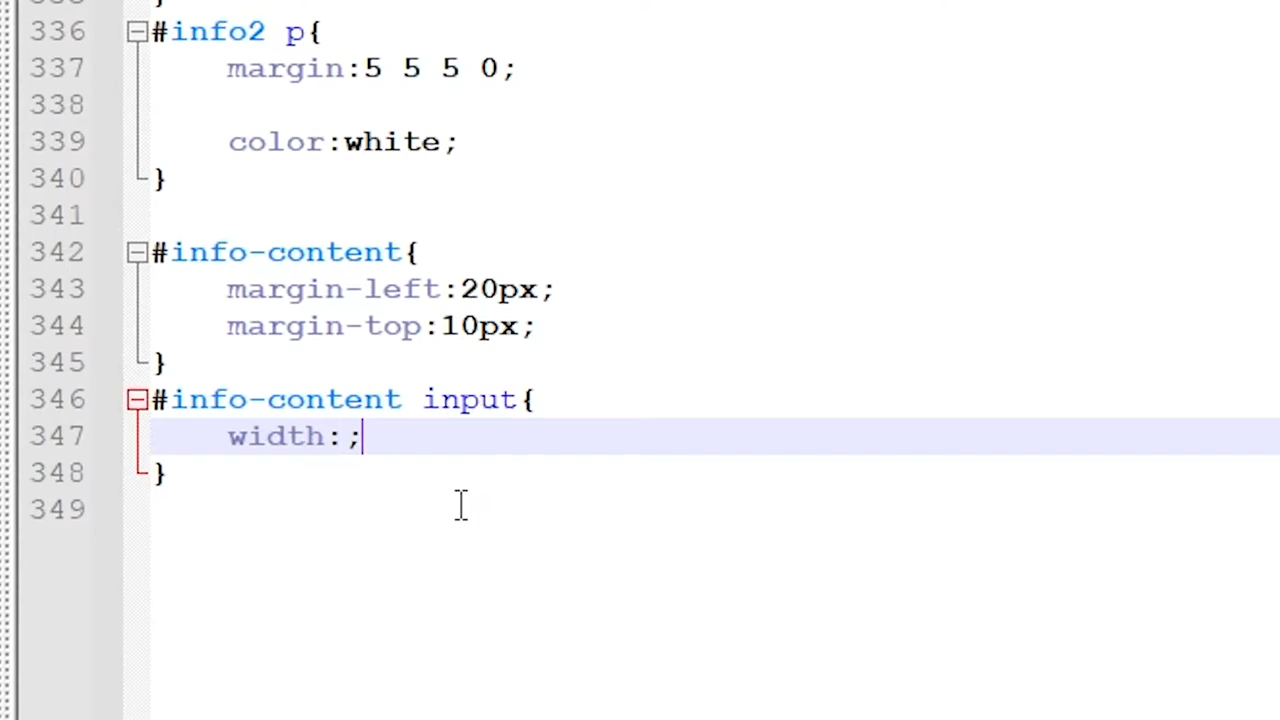 336 #info2 p{
337 margin:5 5 5 0;
338
339 color:white;
340 }
341
342 #info-content{
343 margin-left:20px;
344 margin-top:10px;
345 }
346 #info-content input{
347 width:;
348 }
349